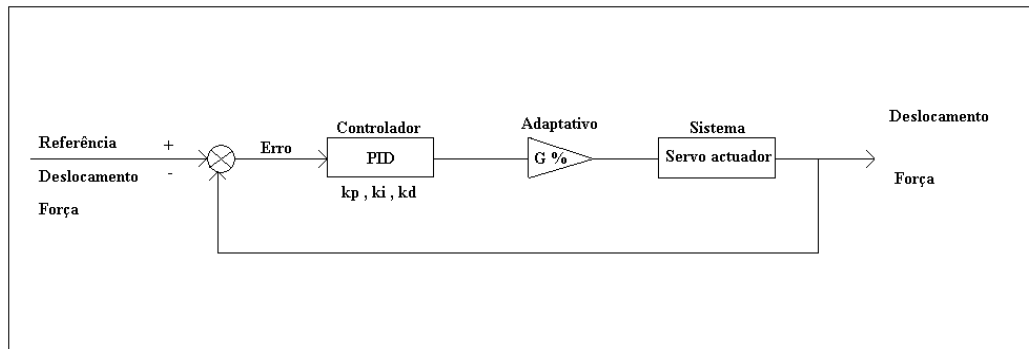 Referência
+
Deslocamento
-
Força
Erro
Controlador
PID
kp , ki , kd
Adaptativo
G %
Sistema
Servo actuador
Deslocamento
Força